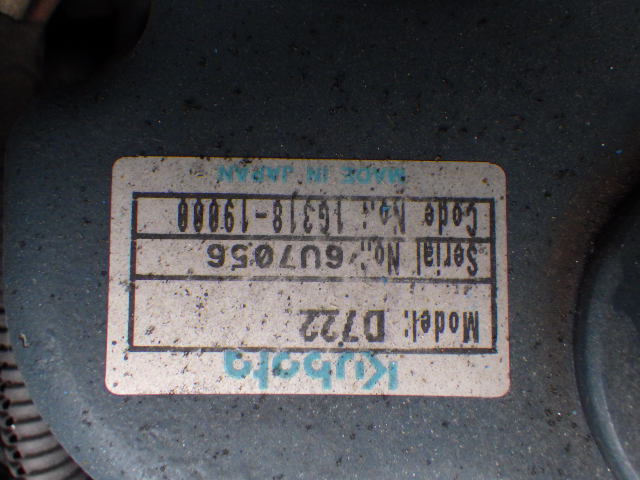 Kubota
Model: D722
Serial No.: 6U7056
Code No.: 1G318-19000
MADE IN JAPAN